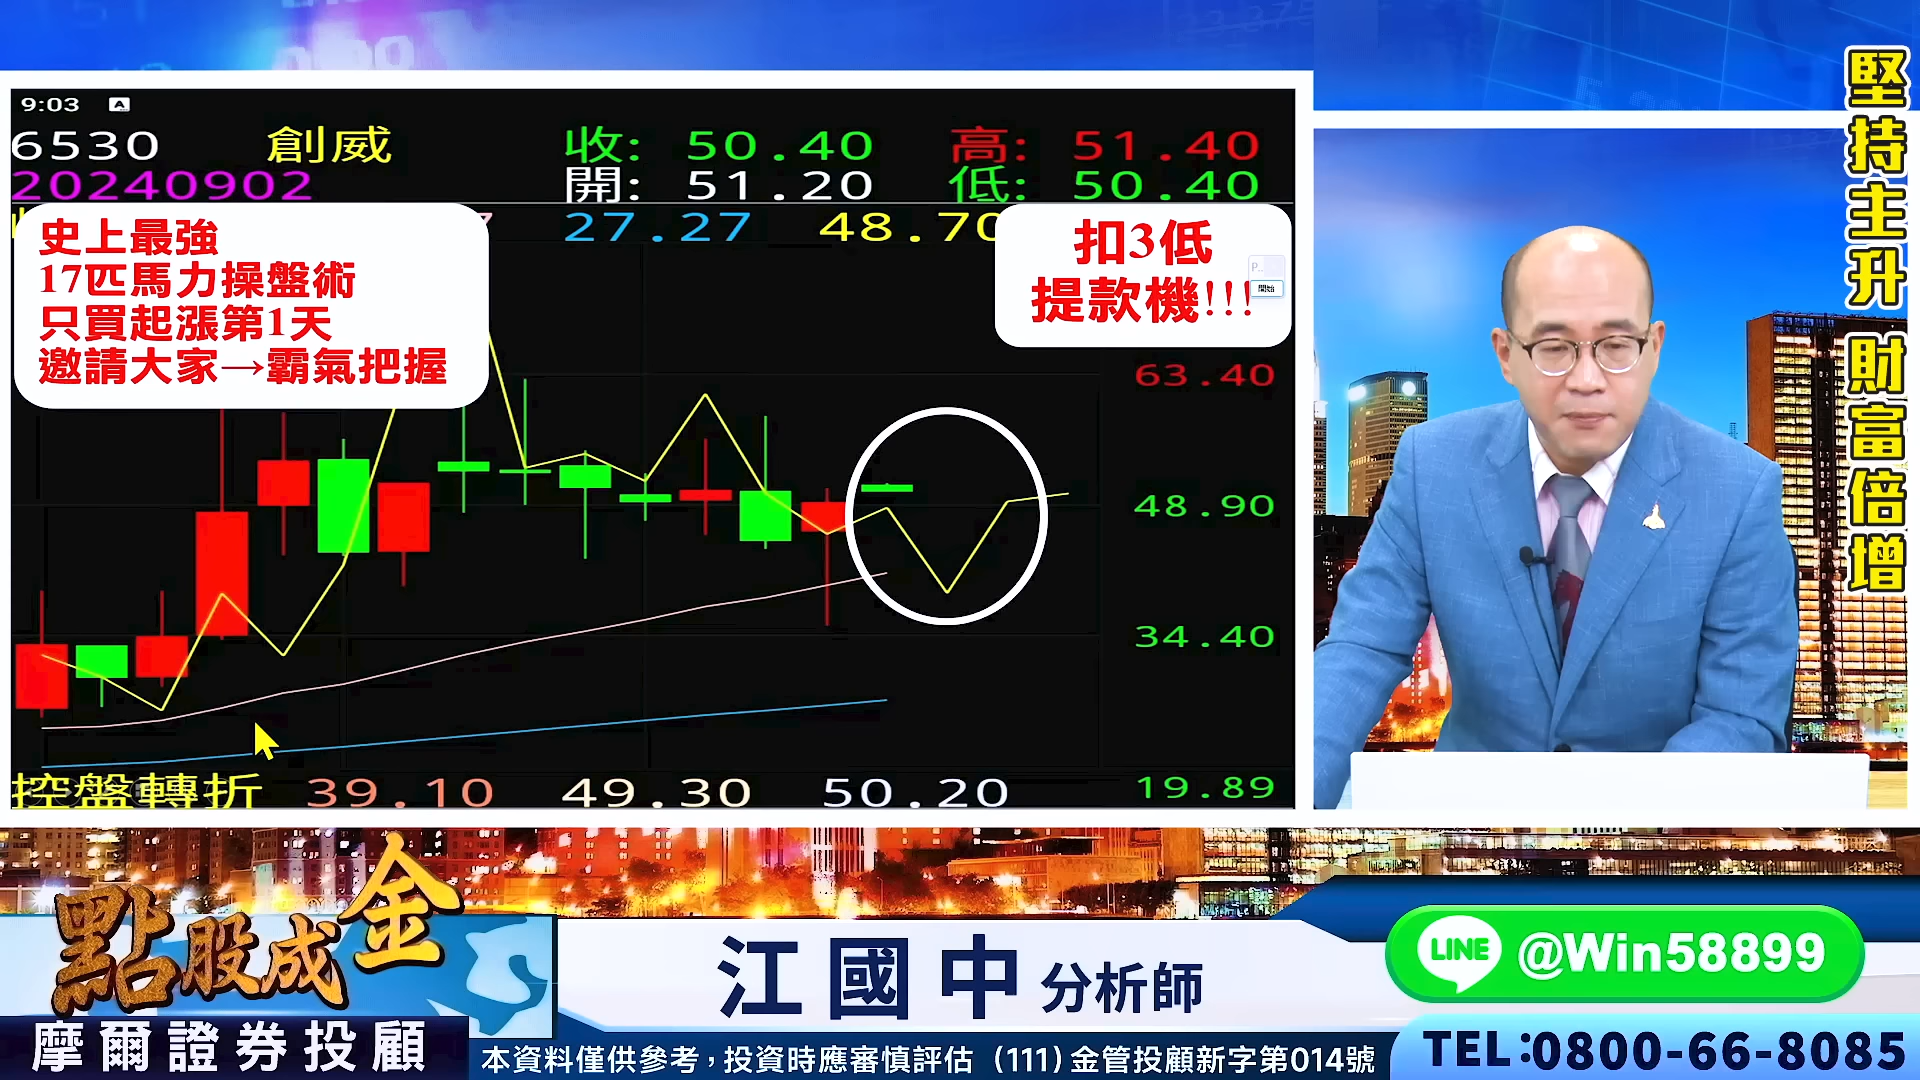 9:03 A
6530 創威 收: 50.40 高: 51.40
20240902 開: 51.20 低: 50.40
27.27 48.70
史上最強
17匹馬力操盤術
只買起漲第1天
邀請大家→霸氣把握
扣3低
提款機!!!
P..
開始
63.40
48.90
34.40
19.89
控盤轉折 39.10 49.30 50.20
堅持主升 財富倍增
點股成金
摩爾證券投顧
江國中 分析師
LINE @Win58899
本資料僅供參考，投資時應審慎評估 (111)金管投顧新字第014號
TEL:0800-66-8085